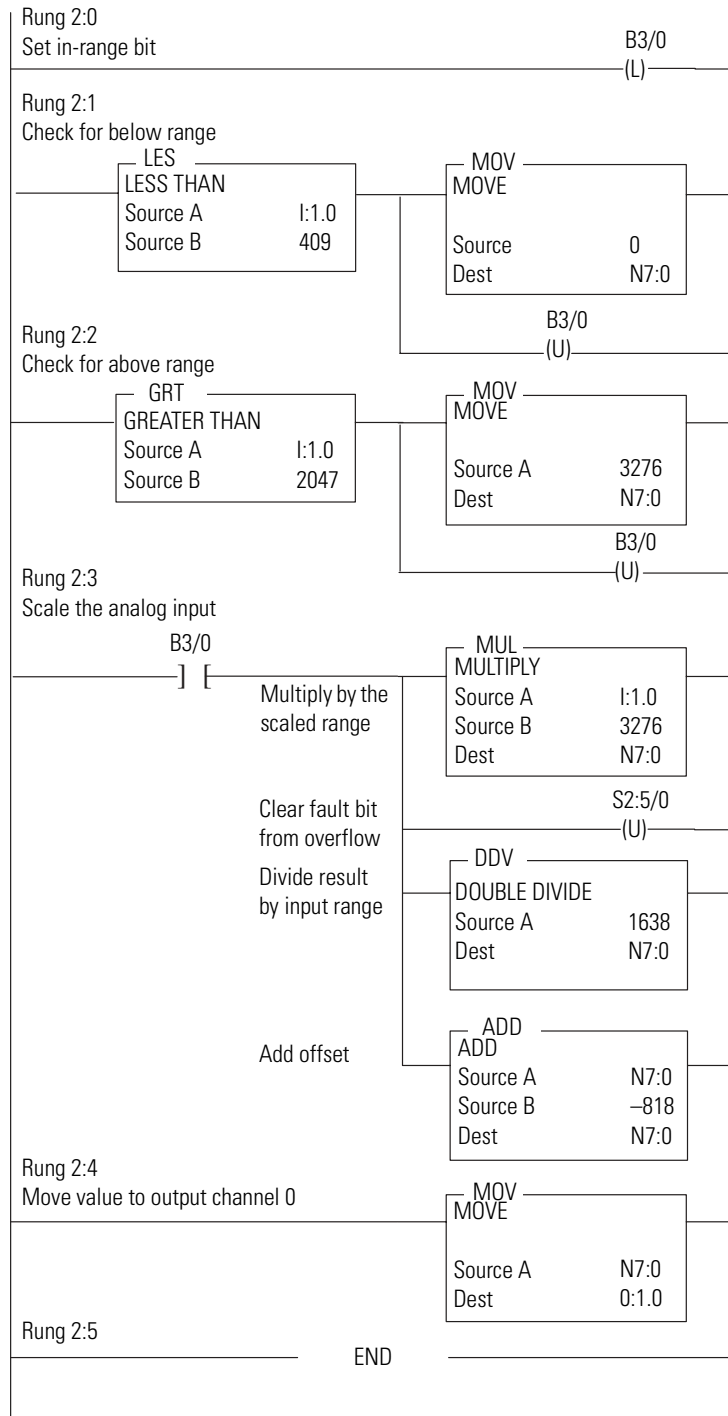 Rung 2:0
Set in-range bit
B3/0
(L)
Rung 2:1
Check for below range
LES
LESS THAN
Source A I:1.0
Source B 409
MOV
MOVE
Source 0
Dest N7:0
B3/0
(U)
Rung 2:2
Check for above range
GRT
GREATER THAN
Source A I:1.0
Source B 2047
MOV
MOVE
Source A 3276
Dest N7:0
B3/0
(U)
Rung 2:3
Scale the analog input
B3/0
] [
Multiply by the
scaled range
MUL
MULTIPLY
Source A I:1.0
Source B 3276
Dest N7:0
Clear fault bit
from overflow
S2:5/0
(U)
Divide result
by input range
DDV
DOUBLE DIVIDE
Source A 1638
Dest N7:0
Add offset
ADD
ADD
Source A N7:0
Source B –818
Dest N7:0
Rung 2:4
Move value to output channel 0
MOV
MOVE
Source A N7:0
Dest 0:1.0
Rung 2:5
END